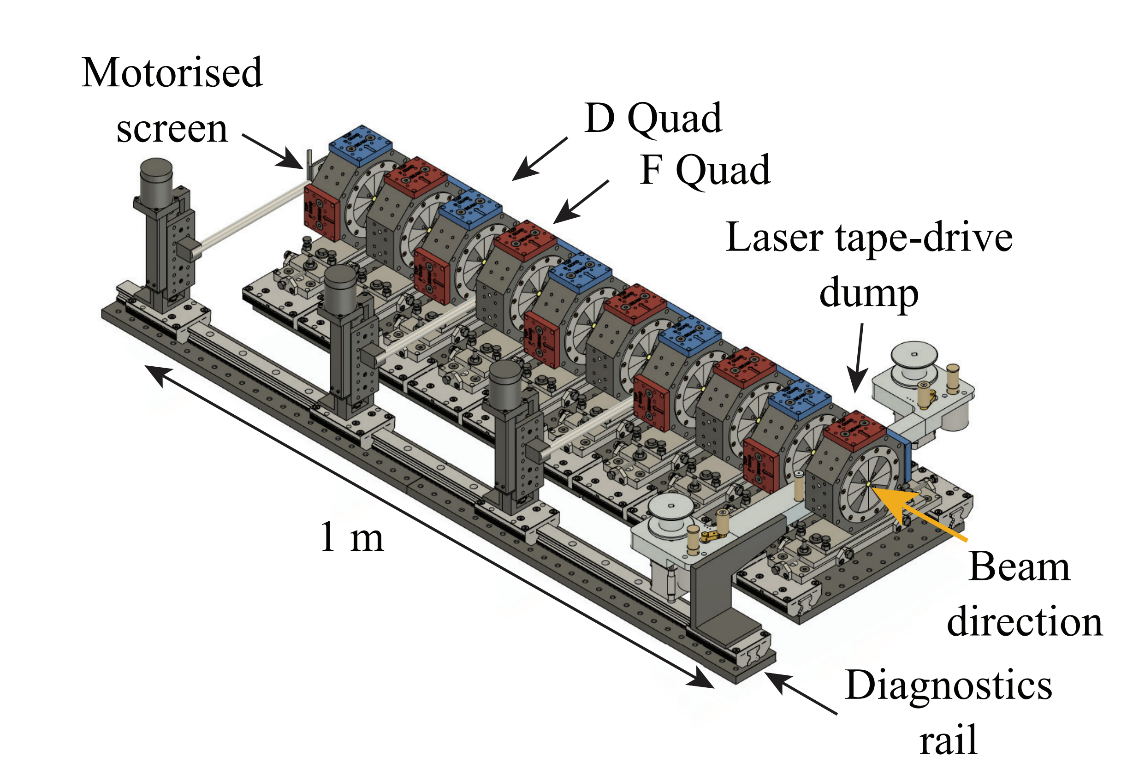 Motorised
screen
D Quad
F Quad
Laser tape-drive
dump
1 m
Beam
direction
Diagnostics
rail